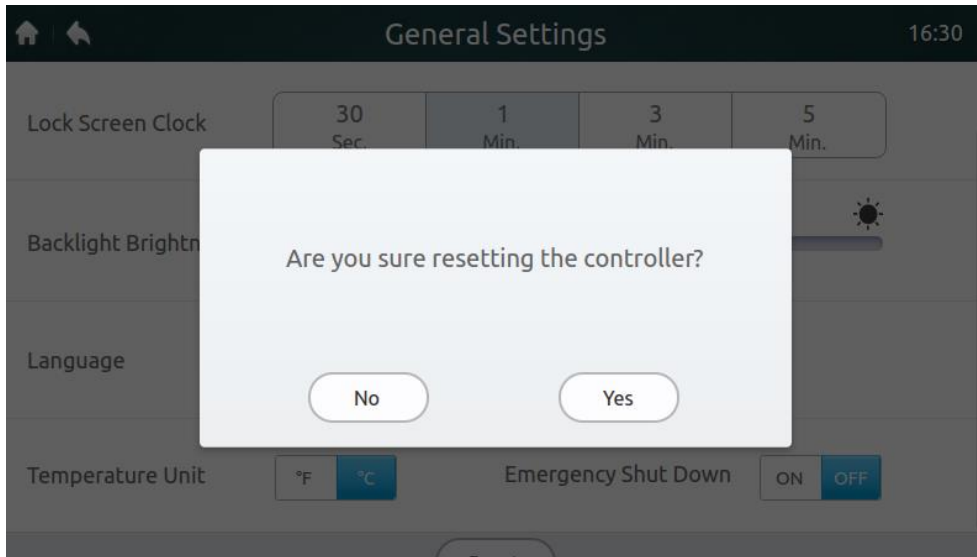 General Settings
16:30
Lock Screen Clock
30
Sec.
1
Min.
3
Min.
5
Min.
Backlight Brightn
Are you sure resetting the controller?
Language
No
Yes
Temperature Unit
°F
°C
Emergency Shut Down
ON
OFF